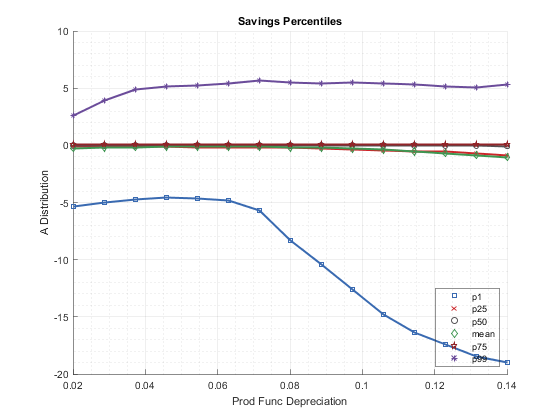 Savings Percentiles
10
5
0
-5
-10
-15
-20
A Distribution
0.02 0.04 0.06 0.08 0.1 0.12 0.14
Prod Func Depreciation
p1
p25
p50
mean
p75
p99